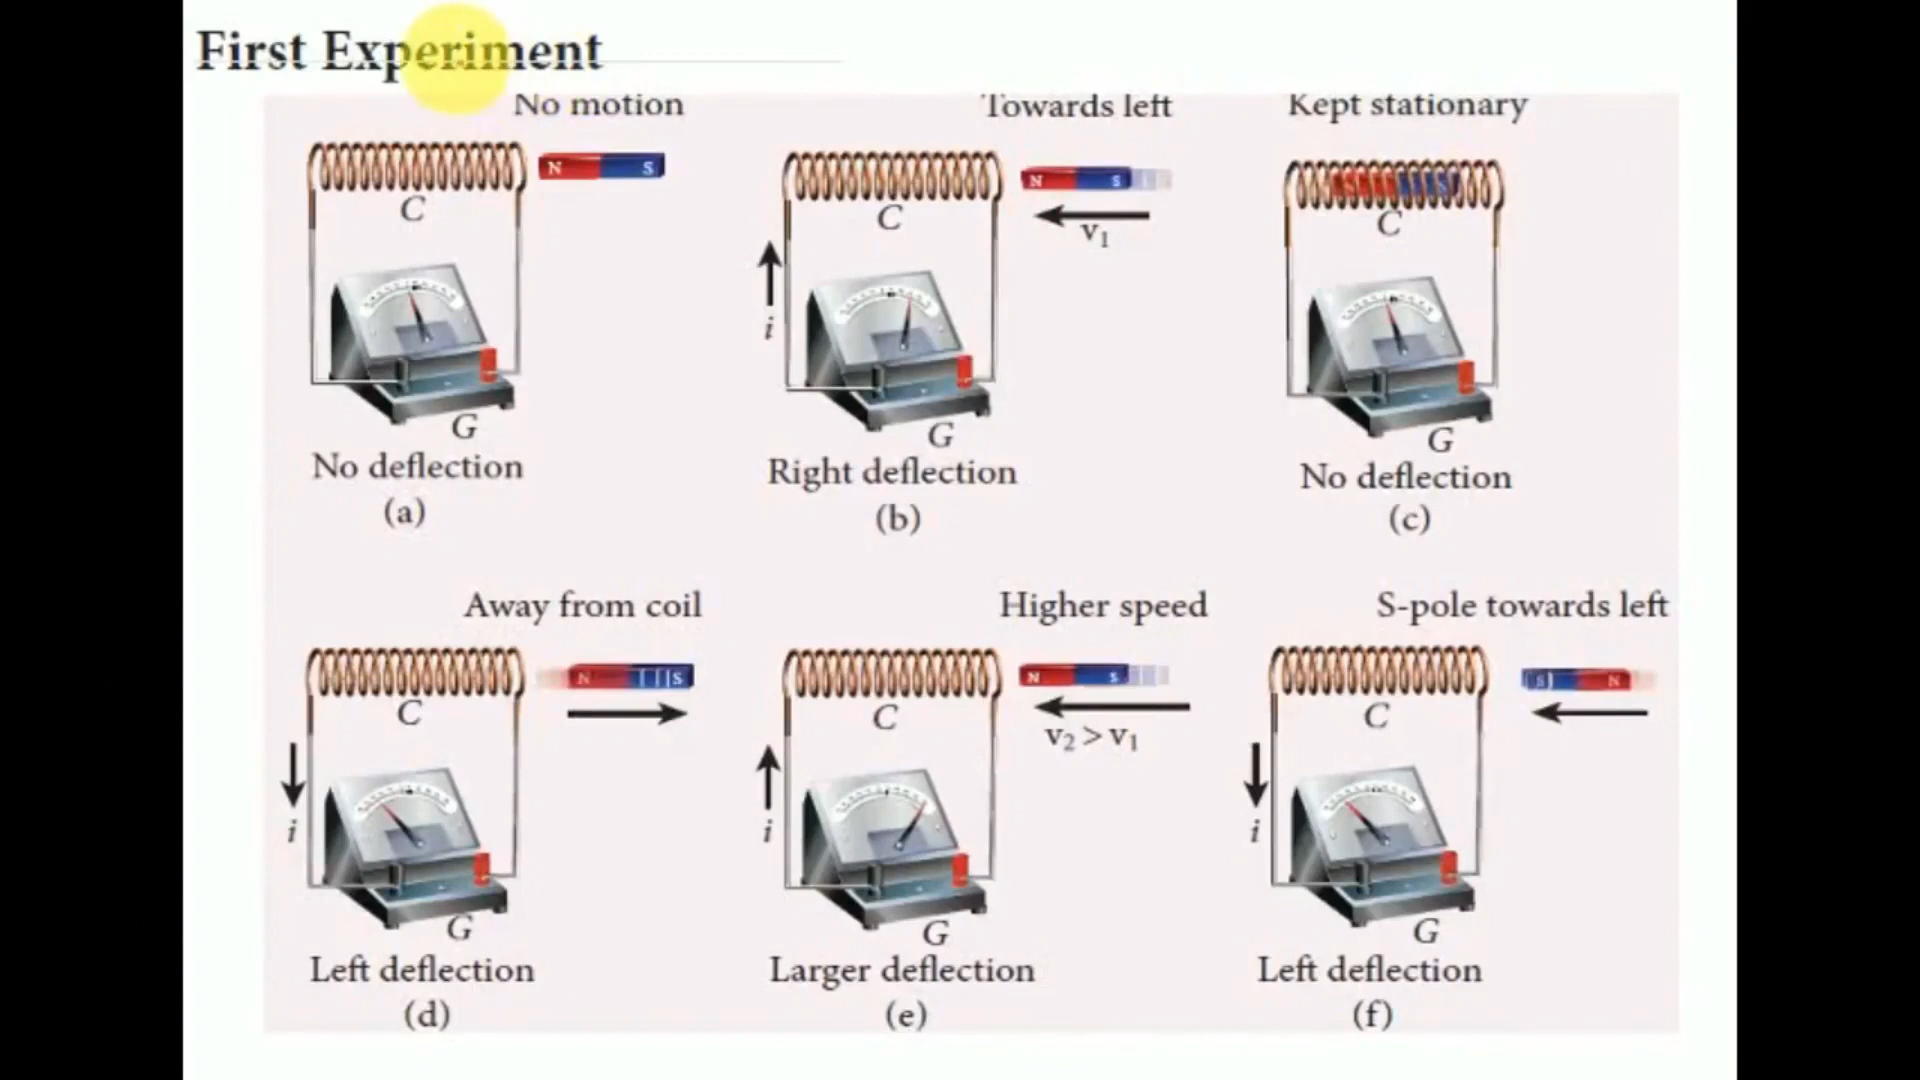 First Experiment
No motion
N S
C
G
No deflection
(a)
Towards left
N S
v₁
C
i
G
Right deflection
(b)
Kept stationary
S
C
G
No deflection
(c)
Away from coil
N S
C
i
G
Left deflection
(d)
Higher speed
N S
v₂ > v₁
C
i
G
Larger deflection
(e)
S-pole towards left
S N
C
i
G
Left deflection
(f)